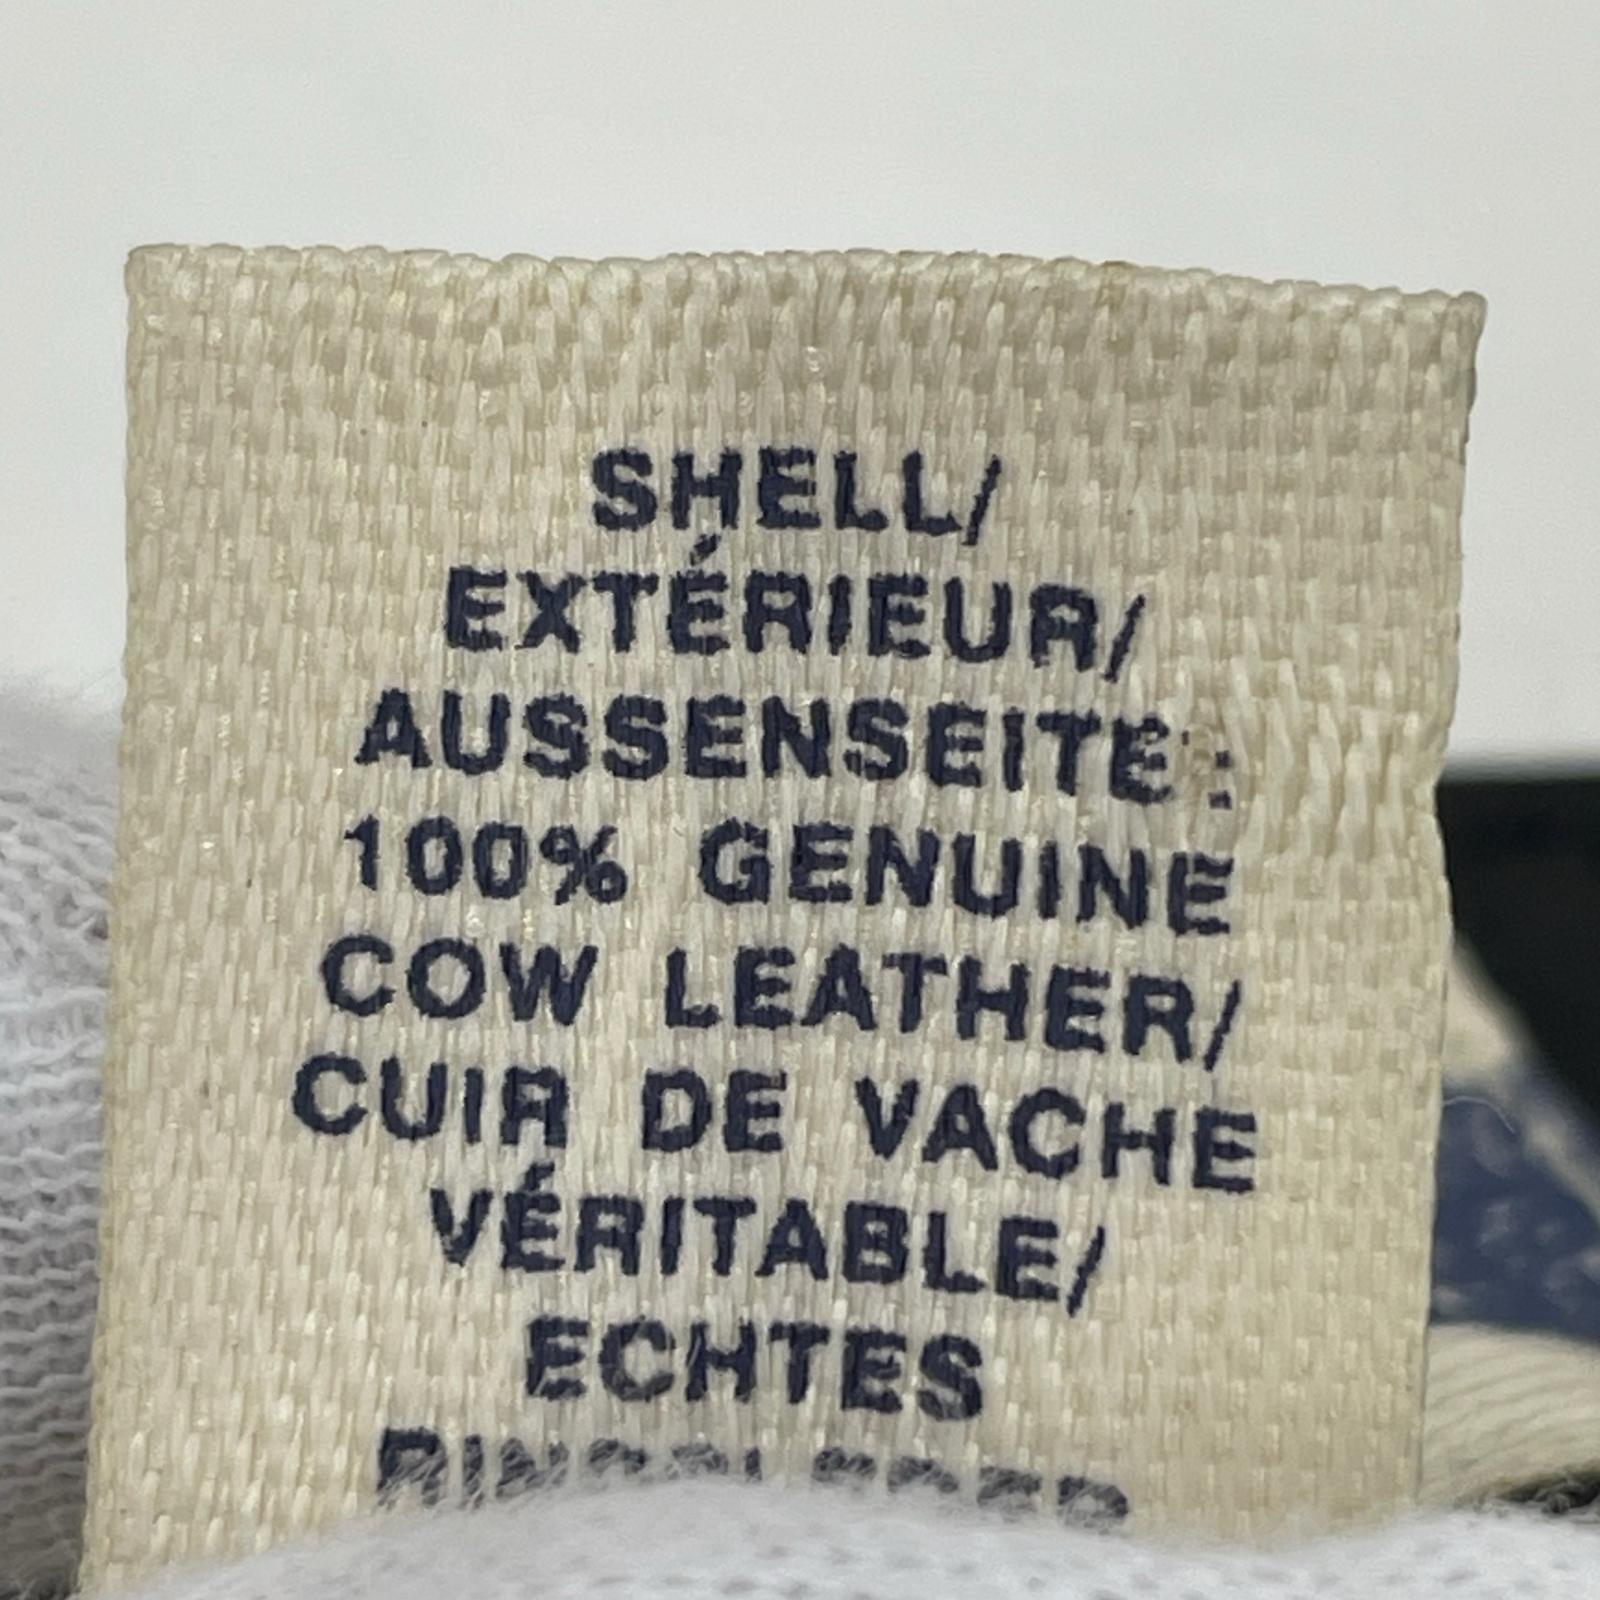 SHELL/
EXTÉRIEUR/
AUSSENSEITE:
100% GENUINE
COW LEATHER/
CUIR DE VACHE
VÉRITABLE/
ECHTES